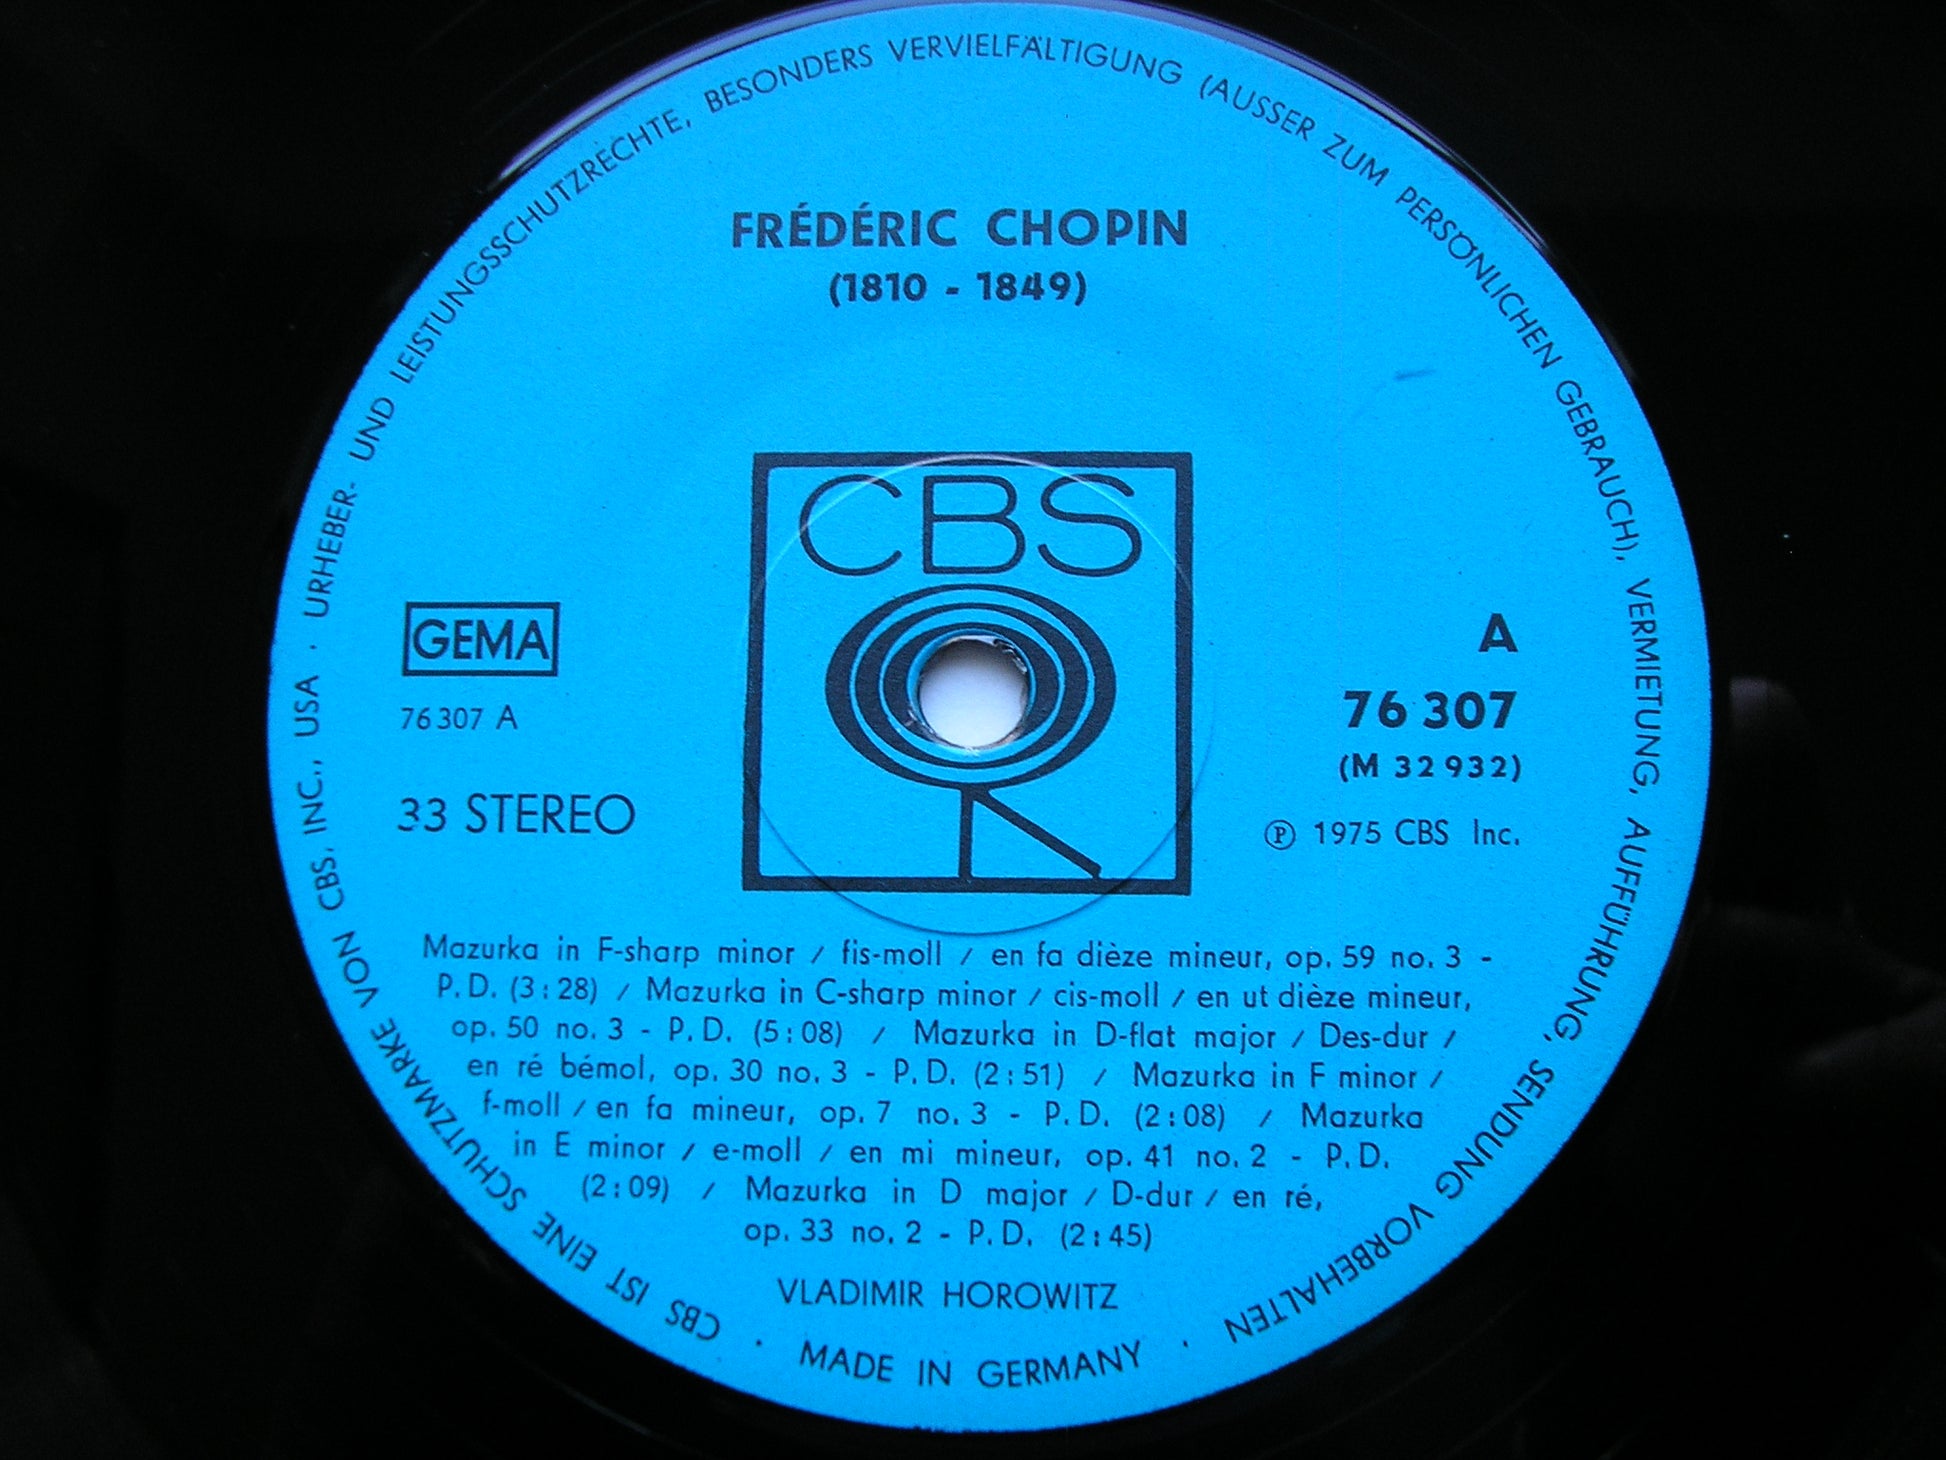 CBS IST EINE SCHUTZMARKE VON CBS, INC., USA · URHEBER- UND LEISTUNGSSCHUTZRECHTE, BESONDERS VERVIELFÄLTIGUNG (AUSSER ZUM PERSÖNLICHEN GEBRAUCH), VERMIETUNG, AUFFÜHRUNG, SENDUNG VORBEHALTEN ·
FRÉDÉRIC CHOPIN
(1810 - 1849)
CBS
GEMA
76 307 A
33 STEREO
A
76 307
(M 32 932)
Ⓟ 1975 CBS Inc.
Mazurka in F-sharp minor / fis-moll / en fa dièze mineur, op. 59 no. 3 -
P. D. (3:28) / Mazurka in C-sharp minor / cis-moll / en ut dièze mineur,
op. 50 no. 3 - P. D. (5:08) / Mazurka in D-flat major / Des-dur /
en ré bémol, op. 30 no. 3 - P. D. (2:51) / Mazurka in F minor /
f-moll / en fa mineur, op. 7 no. 3 - P. D. (2:08) / Mazurka
in E minor / e-moll / en mi mineur, op. 41 no. 2 - P. D.
(2:09) / Mazurka in D major / D-dur / en ré,
op. 33 no. 2 - P. D. (2:45)
VLADIMIR HOROWITZ
MADE IN GERMANY ·